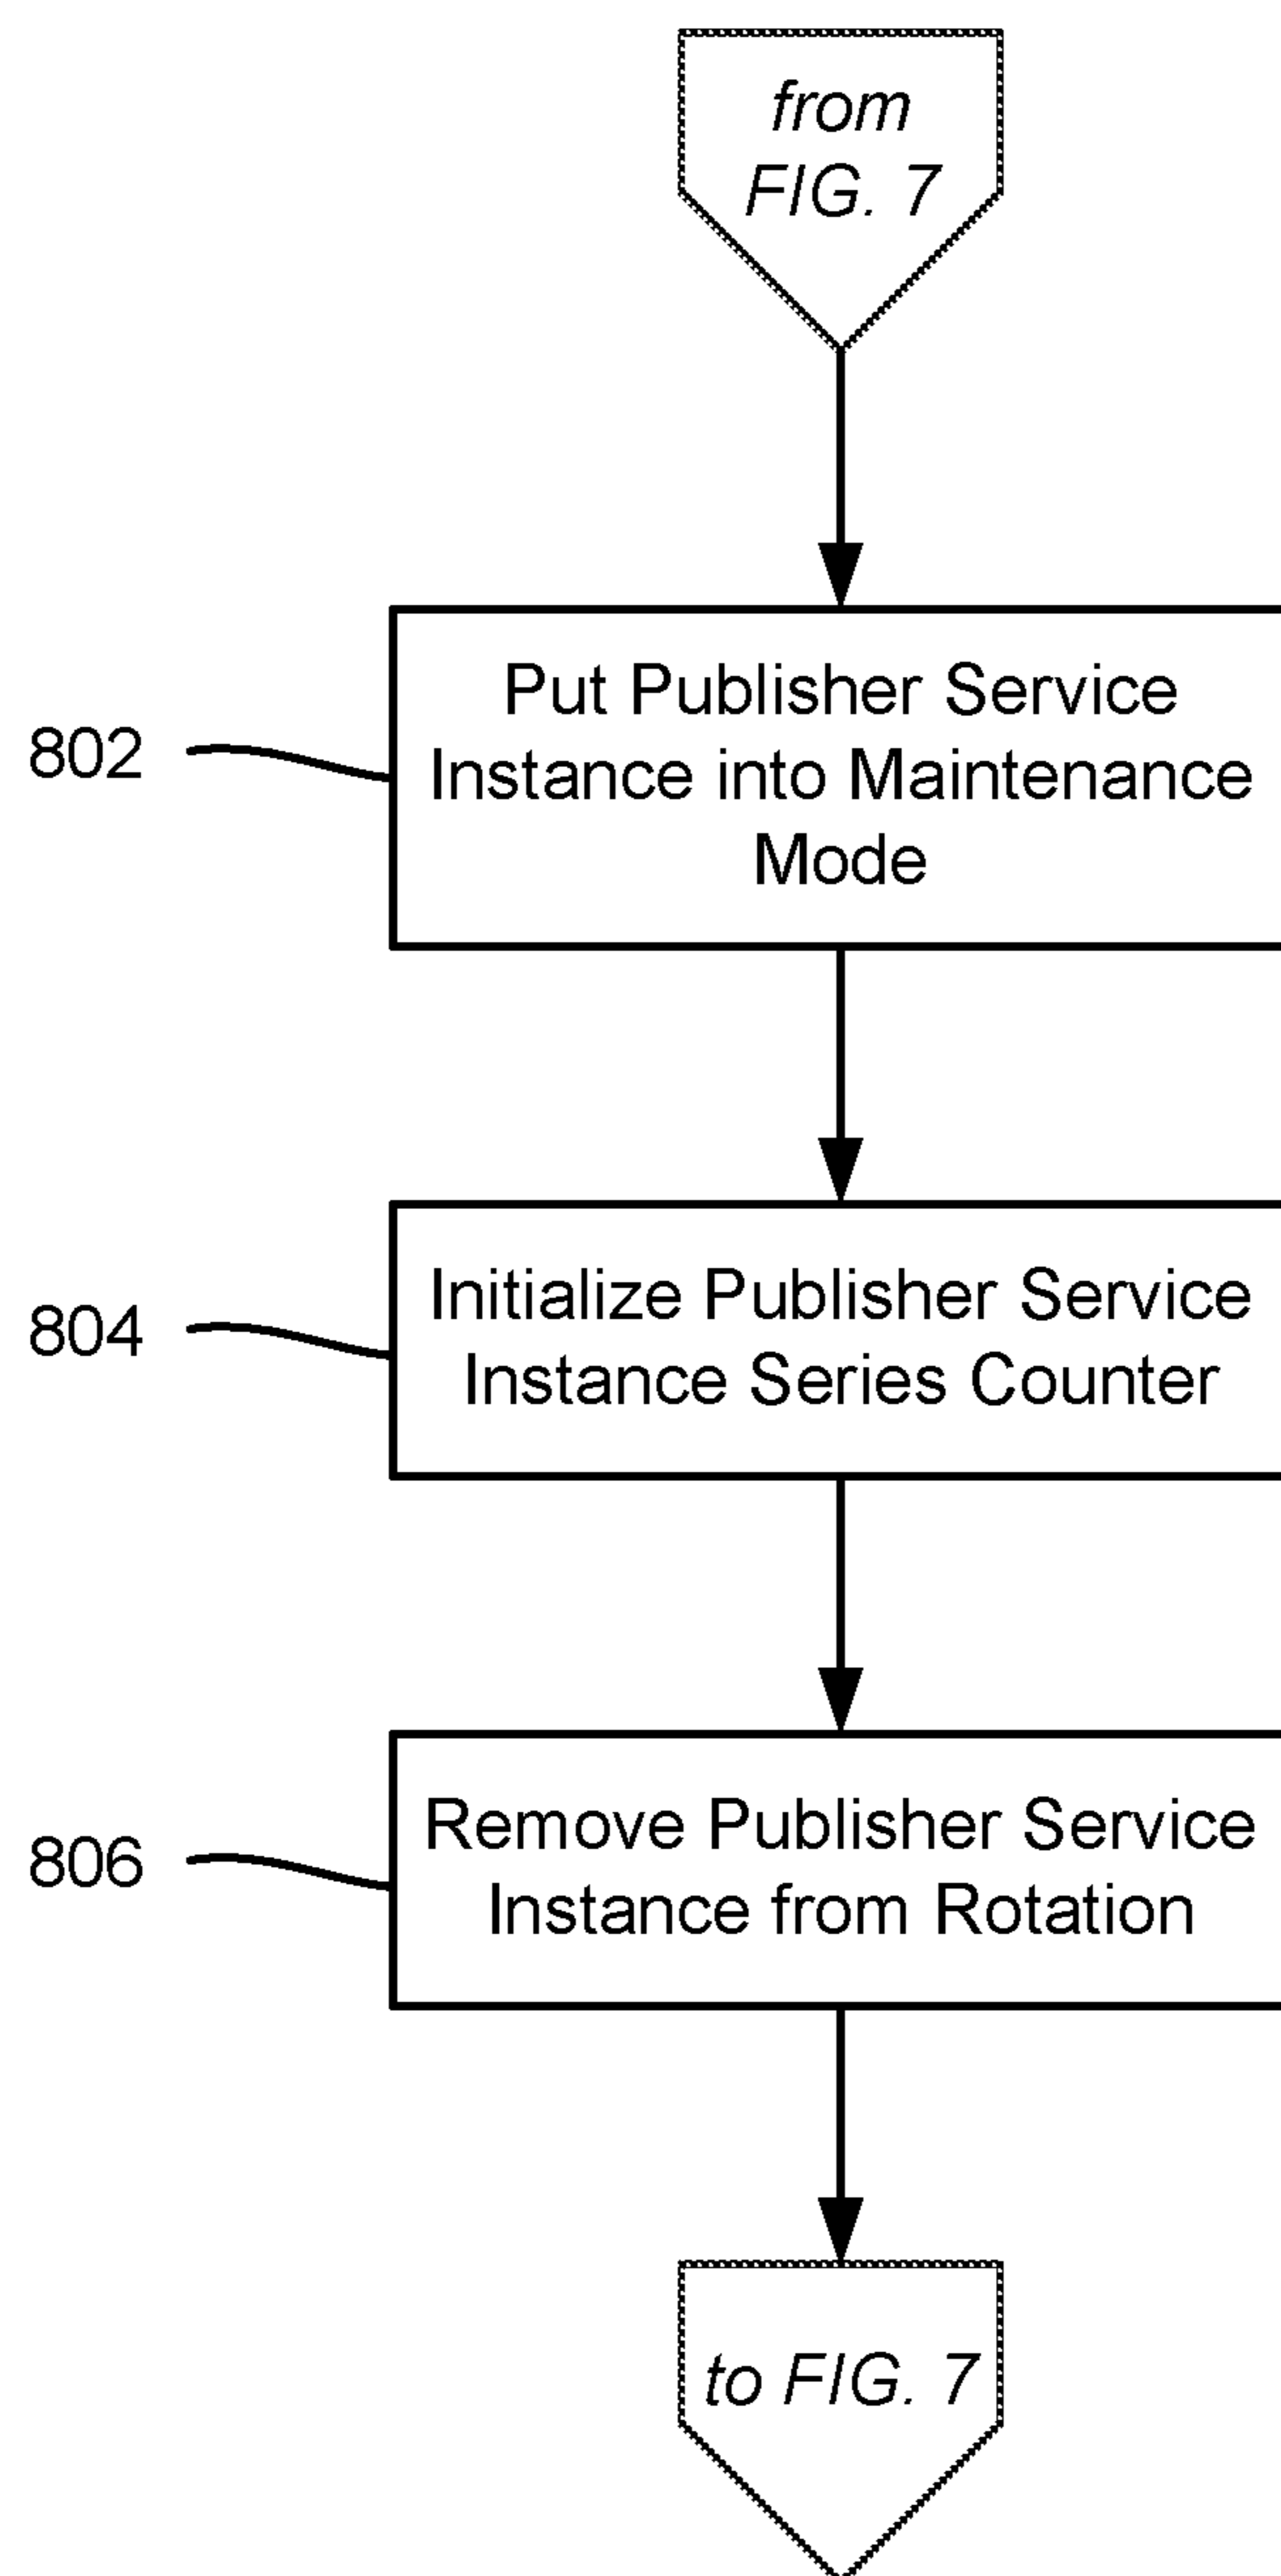 from
FIG. 7
802
Put Publisher Service
Instance into Maintenance
Mode
804
Initialize Publisher Service
Instance Series Counter
806
Remove Publisher Service
Instance from Rotation
to FIG. 7